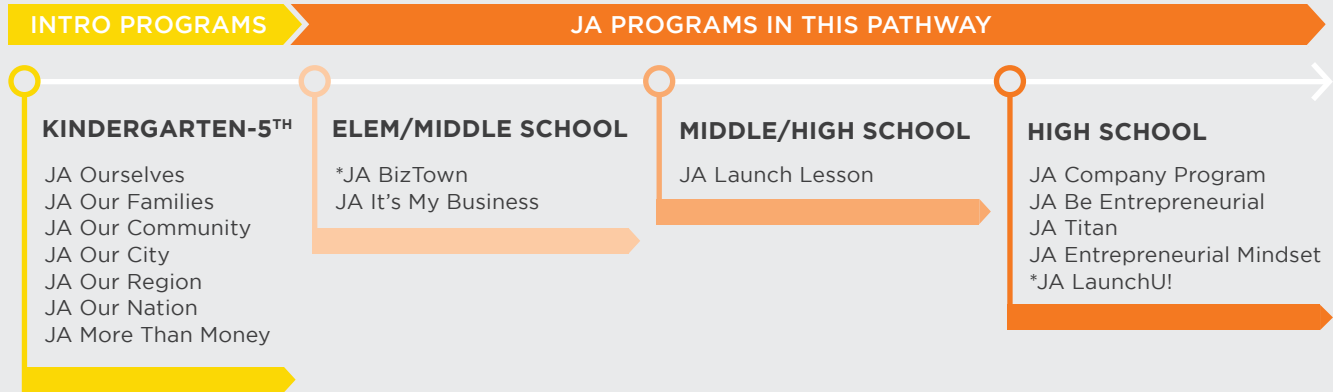 INTRO PROGRAMS
JA PROGRAMS IN THIS PATHWAY
KINDERGARTEN-5TH
JA Ourselves
JA Our Families
JA Our Community
JA Our City
JA Our Region
JA Our Nation
JA More Than Money
ELEM/MIDDLE SCHOOL
*JA BizTown
JA It's My Business
MIDDLE/HIGH SCHOOL
JA Launch Lesson
HIGH SCHOOL
JA Company Program
JA Be Entrepreneurial
JA Titan
JA Entrepreneurial Mindset
*JA LaunchU!